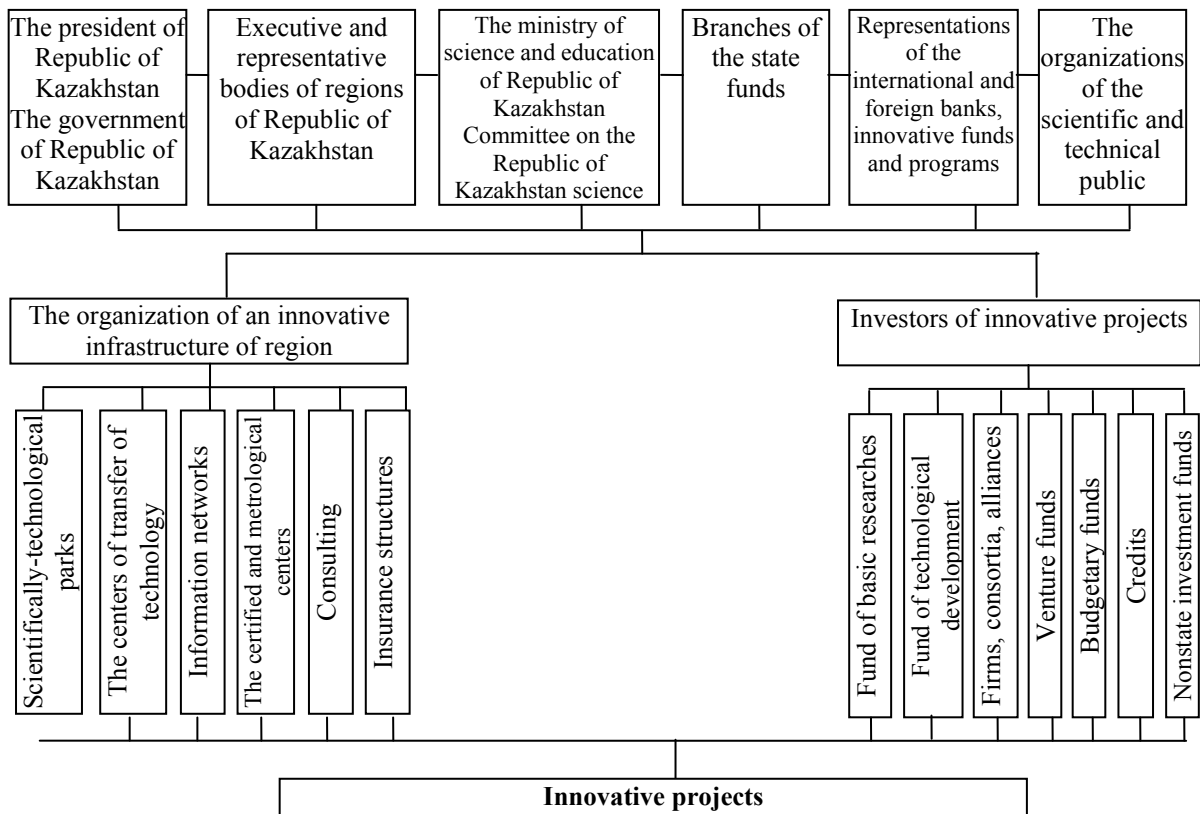 The president of
Republic of
Kazakhstan
The government
of Republic of
Kazakhstan
Executive and
representative
bodies of regions
of Republic of
Kazakhstan
The ministry of
science and education
of Republic of
Kazakhstan
Committee on the
Republic of
Kazakhstan science
Branches of
the state
funds
Representations
of the
international and
foreign banks,
innovative funds
and programs
The
organizations
of the
scientific and
technical
public
The organization of an innovative
infrastructure of region
Investors of innovative projects
Scientifically-technological
parks
The centers of transfer of
technology
Information networks
The certified and metrological
centers
Consulting
Insurance structures
Fund of basic researches
Fund of technological
development
Firms, consortia, alliances
Venture funds
Budgetary funds
Credits
Nonstate investment funds
Innovative projects